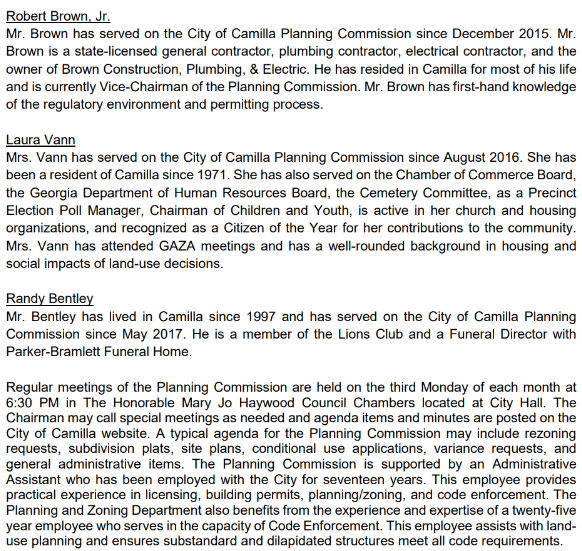 Robert Brown, Jr.
Mr. Brown has served on the City of Camilla Planning Commission since December 2015. Mr.
Brown is a state-licensed general contractor, plumbing contractor, electrical contractor, and the
owner of Brown Construction, Plumbing, & Electric. He has resided in Camilla for most of his life
and is currently Vice-Chairman of the Planning Commission. Mr. Brown has first-hand knowledge
of the regulatory environment and permitting process.
Laura Vann
Mrs. Vann has served on the City of Camilla Planning Commission since August 2016. She has
been a resident of Camilla since 1971. She has also served on the Chamber of Commerce Board,
the Georgia Department of Human Resources Board, the Cemetery Committee, as a Precinct
Election Poll Manager, Chairman of Children and Youth, is active in her church and housing
organizations, and recognized as a Citizen of the Year for her contributions to the community.
Mrs. Vann has attended GAZA meetings and has a well-rounded background in housing and
social impacts of land-use decisions.
Randy Bentley
Mr. Bentley has lived in Camilla since 1997 and has served on the City of Camilla Planning
Commission since May 2017. He is a member of the Lions Club and a Funeral Director with
Parker-Bramlett Funeral Home.
Regular meetings of the Planning Commission are held on the third Monday of each month at
6:30 PM in The Honorable Mary Jo Haywood Council Chambers located at City Hall. The
Chairman may call special meetings as needed and agenda items and minutes are posted on the
City of Camilla website. A typical agenda for the Planning Commission may include rezoning
requests, subdivision plats, site plans, conditional use applications, variance requests, and
general administrative items. The Planning Commission is supported by an Administrative
Assistant who has been employed with the City for seventeen years. This employee provides
practical experience in licensing, building permits, planning/zoning, and code enforcement. The
Planning and Zoning Department also benefits from the experience and expertise of a twenty-five
year employee who serves in the capacity of Code Enforcement. This employee assists with land-
use planning and ensures substandard and dilapidated structures meet all code requirements.